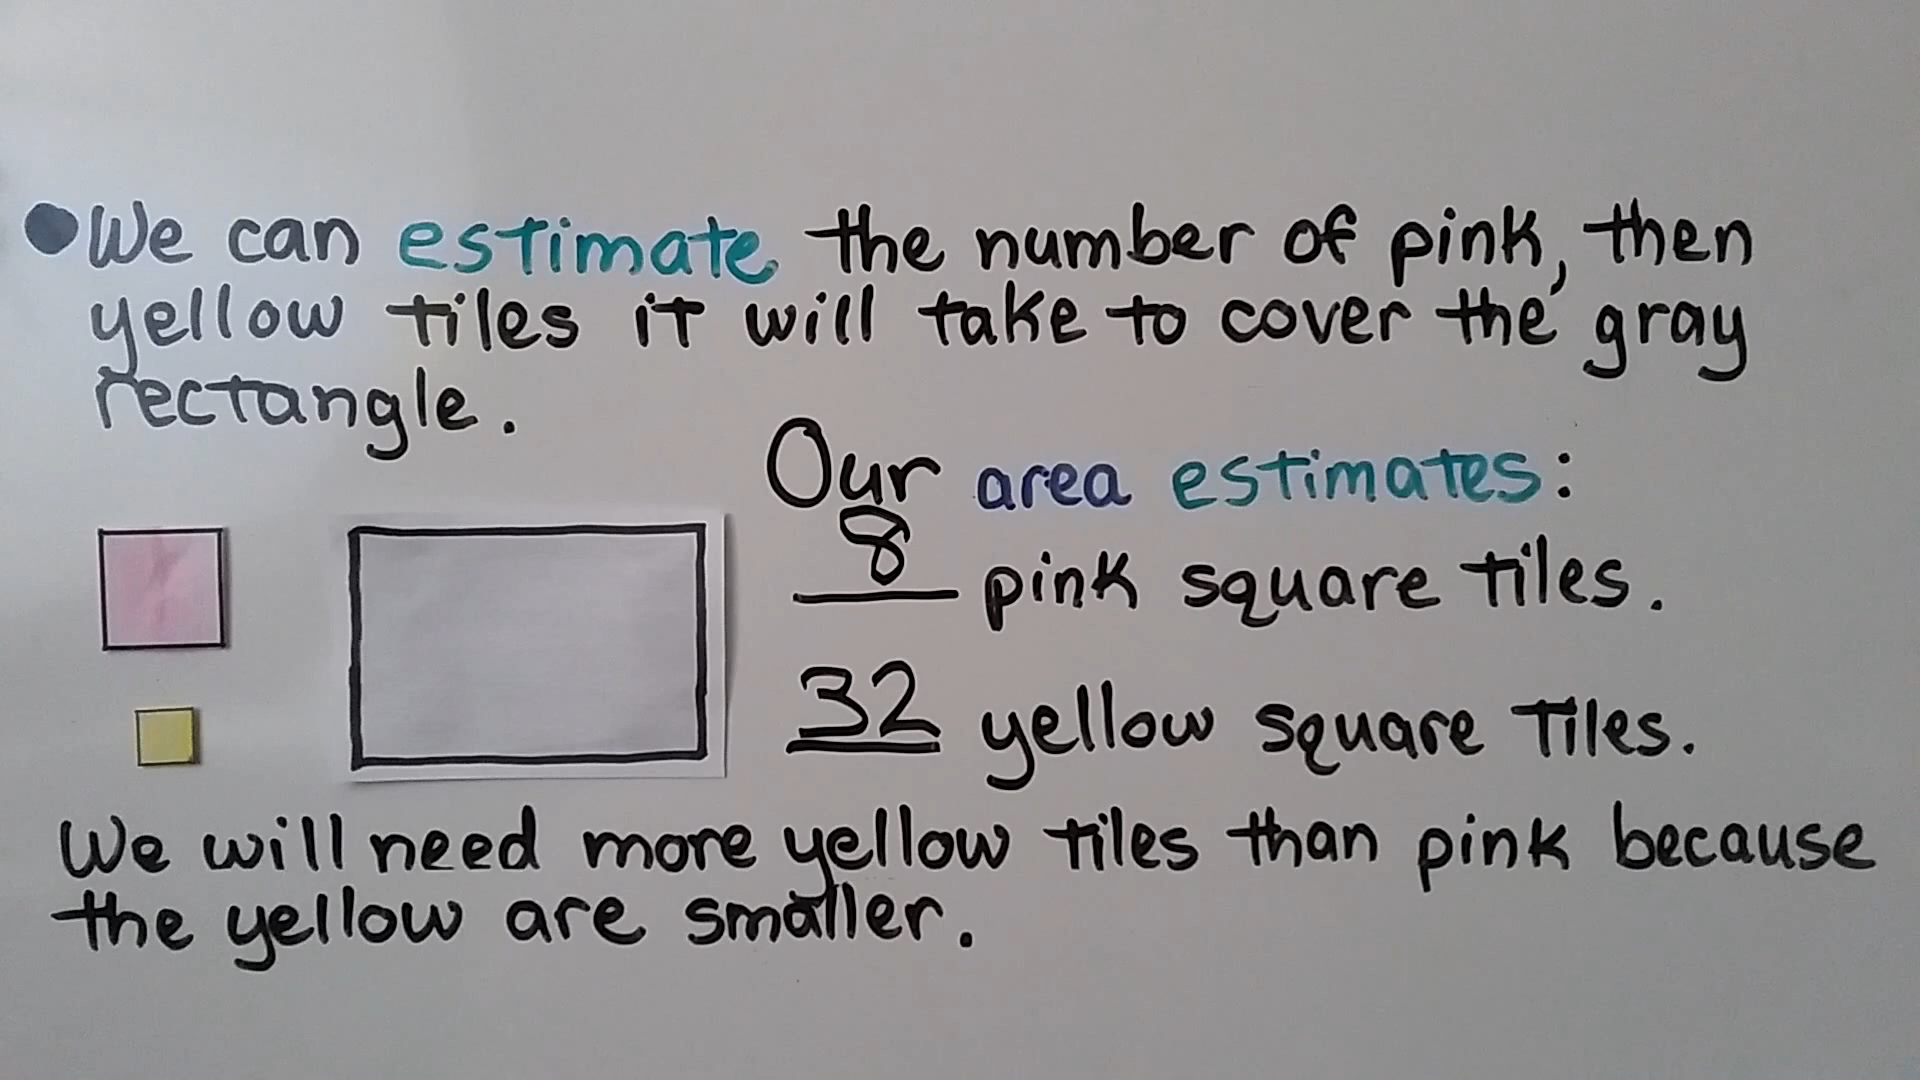 We can estimate the number of pink, then
yellow tiles it will take to cover the gray
rectangle.
Our area estimates:
8 pink square tiles.
32 yellow square tiles.
We will need more yellow tiles than pink because
the yellow are smaller.